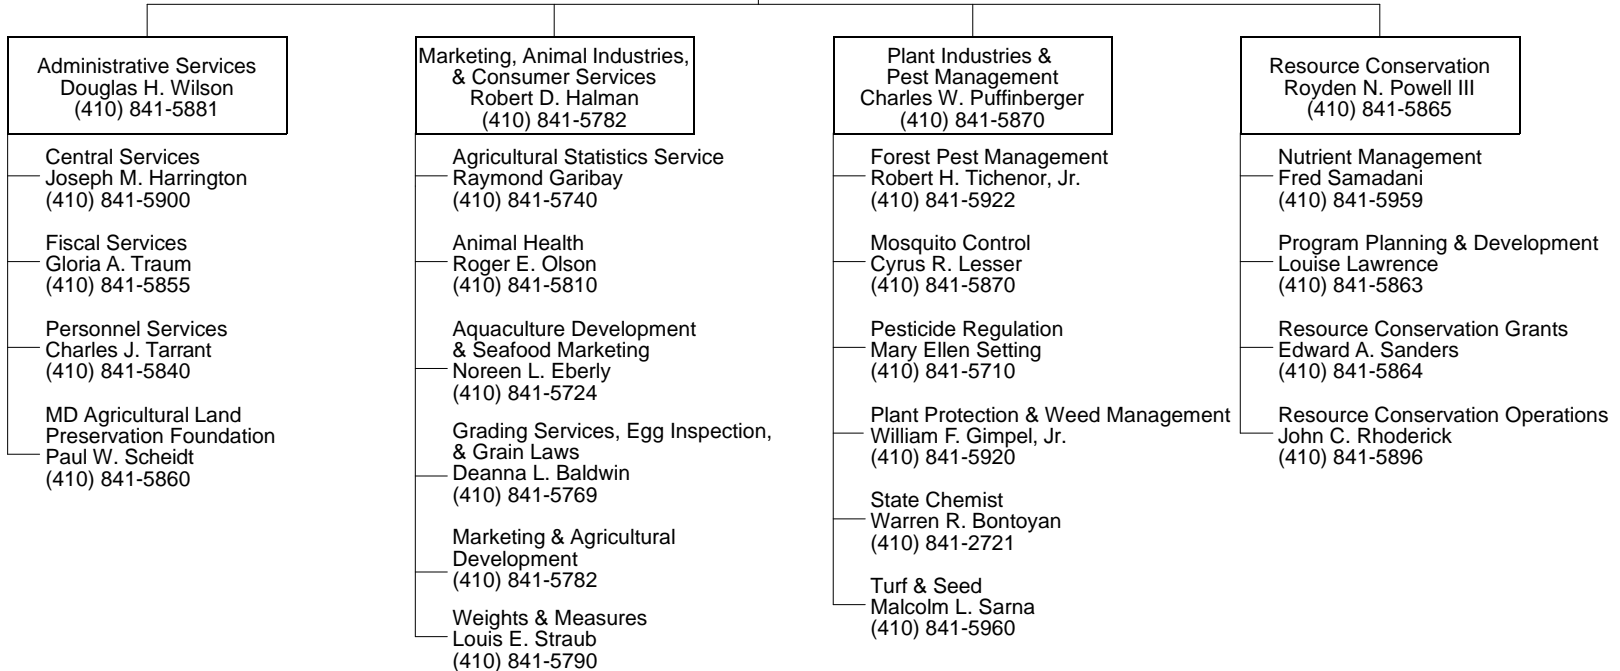 Administrative Services
Douglas H. Wilson
(410) 841-5881
Central Services
Joseph M. Harrington
(410) 841-5900
Fiscal Services
Gloria A. Traum
(410) 841-5855
Personnel Services
Charles J. Tarrant
(410) 841-5840
MD Agricultural Land
Preservation Foundation
Paul W. Scheidt
(410) 841-5860
Marketing, Animal Industries,
& Consumer Services
Robert D. Halman
(410) 841-5782
Agricultural Statistics Service
Raymond Garibay
(410) 841-5740
Animal Health
Roger E. Olson
(410) 841-5810
Aquaculture Development
& Seafood Marketing
Noreen L. Eberly
(410) 841-5724
Grading Services, Egg Inspection,
& Grain Laws
Deanna L. Baldwin
(410) 841-5769
Marketing & Agricultural
Development
(410) 841-5782
Weights & Measures
Louis E. Straub
(410) 841-5790
Plant Industries &
Pest Management
Charles W. Puffinberger
(410) 841-5870
Forest Pest Management
Robert H. Tichenor, Jr.
(410) 841-5922
Mosquito Control
Cyrus R. Lesser
(410) 841-5870
Pesticide Regulation
Mary Ellen Setting
(410) 841-5710
Plant Protection & Weed Management
William F. Gimpel, Jr.
(410) 841-5920
State Chemist
Warren R. Bontoyan
(410) 841-2721
Turf & Seed
Malcolm L. Sarna
(410) 841-5960
Resource Conservation
Royden N. Powell III
(410) 841-5865
Nutrient Management
Fred Samadani
(410) 841-5959
Program Planning & Development
Louise Lawrence
(410) 841-5863
Resource Conservation Grants
Edward A. Sanders
(410) 841-5864
Resource Conservation Operations
John C. Rhoderick
(410) 841-5896